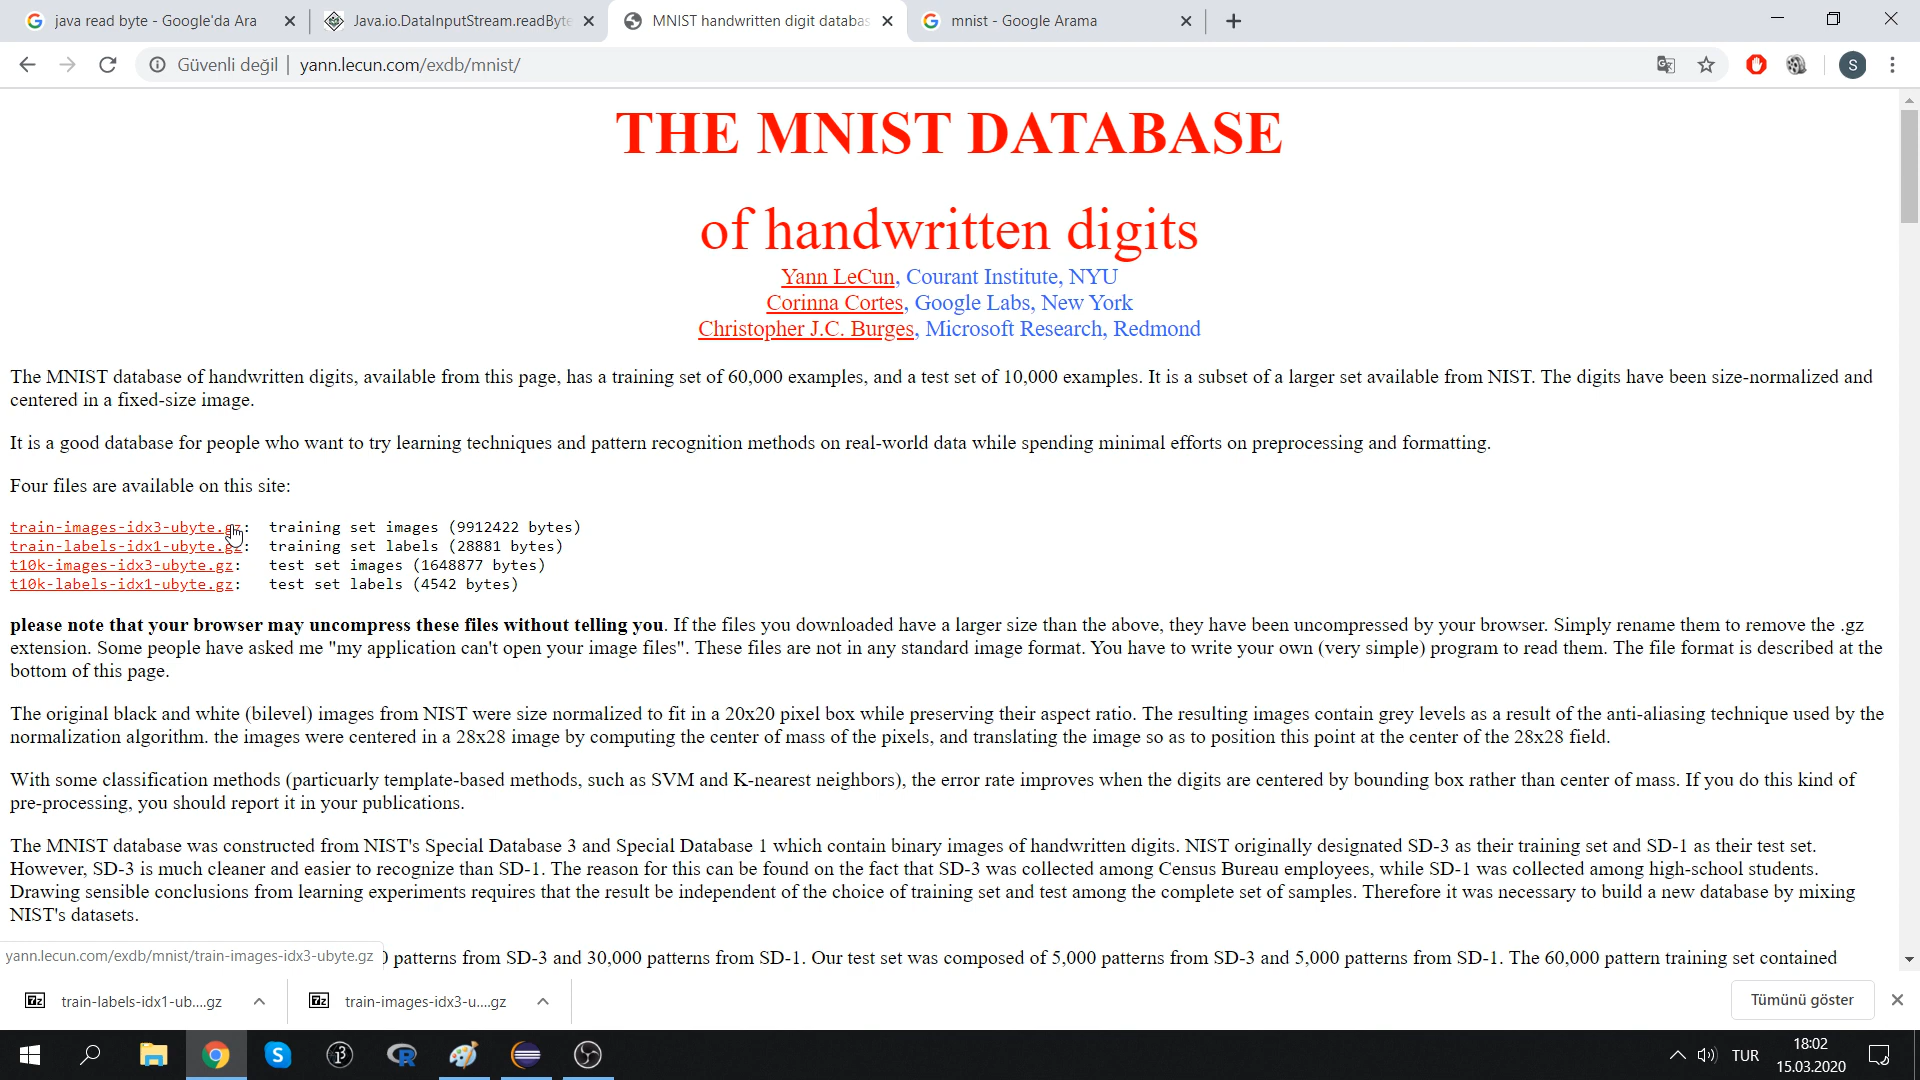 java read byte - Google'da Ara
Java.io.DataInputStream.readByte
MNIST handwritten digit databas
mnist - Google Arama
Güvenli değil | yann.lecun.com/exdb/mnist/
S
THE MNIST DATABASE
of handwritten digits
Yann LeCun, Courant Institute, NYU
Corinna Cortes, Google Labs, New York
Christopher J.C. Burges, Microsoft Research, Redmond
The MNIST database of handwritten digits, available from this page, has a training set of 60,000 examples, and a test set of 10,000 examples. It is a subset of a larger set available from NIST. The digits have been size-normalized and
centered in a fixed-size image.
It is a good database for people who want to try learning techniques and pattern recognition methods on real-world data while spending minimal efforts on preprocessing and formatting.
Four files are available on this site:
train-images-idx3-ubyte.gz: training set images (9912422 bytes)
train-labels-idx1-ubyte.gz: training set labels (28881 bytes)
t10k-images-idx3-ubyte.gz: test set images (1648877 bytes)
t10k-labels-idx1-ubyte.gz: test set labels (4542 bytes)
please note that your browser may uncompress these files without telling you. If the files you downloaded have a larger size than the above, they have been uncompressed by your browser. Simply rename them to remove the .gz
extension. Some people have asked me "my application can't open your image files". These files are not in any standard image format. You have to write your own (very simple) program to read them. The file format is described at the
bottom of this page.
The original black and white (bilevel) images from NIST were size normalized to fit in a 20x20 pixel box while preserving their aspect ratio. The resulting images contain grey levels as a result of the anti-aliasing technique used by the
normalization algorithm. the images were centered in a 28x28 image by computing the center of mass of the pixels, and translating the image so as to position this point at the center of the 28x28 field.
With some classification methods (particuarly template-based methods, such as SVM and K-nearest neighbors), the error rate improves when the digits are centered by bounding box rather than center of mass. If you do this kind of
pre-processing, you should report it in your publications.
The MNIST database was constructed from NIST's Special Database 3 and Special Database 1 which contain binary images of handwritten digits. NIST originally designated SD-3 as their training set and SD-1 as their test set.
However, SD-3 is much cleaner and easier to recognize than SD-1. The reason for this can be found on the fact that SD-3 was collected among Census Bureau employees, while SD-1 was collected among high-school students.
Drawing sensible conclusions from learning experiments requires that the result be independent of the choice of training set and test among the complete set of samples. Therefore it was necessary to build a new database by mixing
NIST's datasets.
yann.lecun.com/exdb/mnist/train-images-idx3-ubyte.gz patterns from SD-3 and 30,000 patterns from SD-1. Our test set was composed of 5,000 patterns from SD-3 and 5,000 patterns from SD-1. The 60,000 pattern training set contained
train-labels-idx1-ub....gz
train-images-idx3-u....gz
Tümünü göster
TUR
18:02
15.03.2020